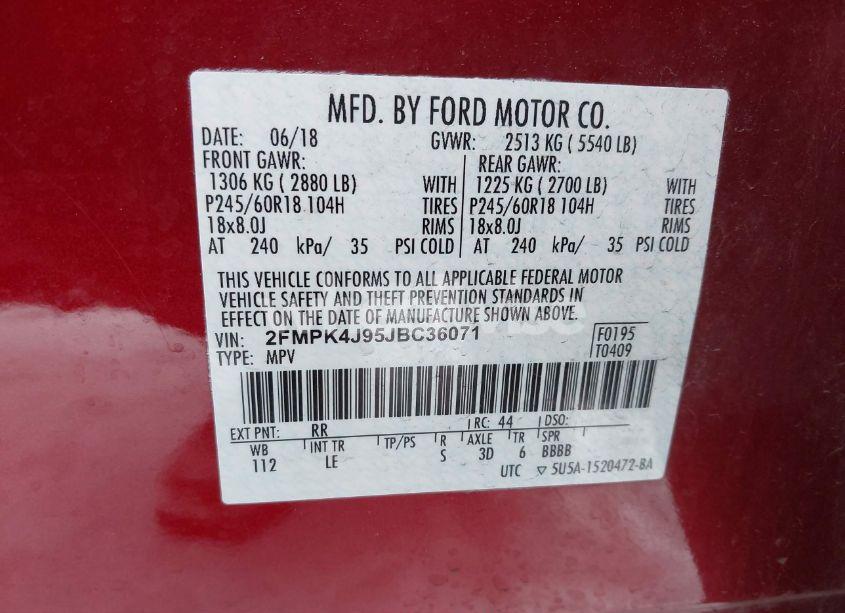 MFD. BY FORD MOTOR CO.
DATE: 06/18 GVWR: 2513 KG ( 5540 LB)
FRONT GAWR: REAR GAWR:
1306 KG ( 2880 LB) WITH 1225 KG ( 2700 LB) WITH
P245/60R18 104H TIRES P245/60R18 104H TIRES
18x8.0J RIMS 18x8.0J RIMS
AT 240 kPa/ 35 PSI COLD AT 240 kPa/ 35 PSI COLD
THIS VEHICLE CONFORMS TO ALL APPLICABLE FEDERAL MOTOR
VEHICLE SAFETY AND THEFT PREVENTION STANDARDS IN
EFFECT ON THE DATE OF MANUFACTURE SHOWN ABOVE.
VIN: 2FMPK4J95JBC36071 F0195
TYPE: MPV T0409
EXT PNT: RR RC: 44 DSO:
WB INT TR TP/PS R AXLE TR SPR
112 LE S 3D 6 BBBB
UTC ▽ 5U5A-1520472-BA